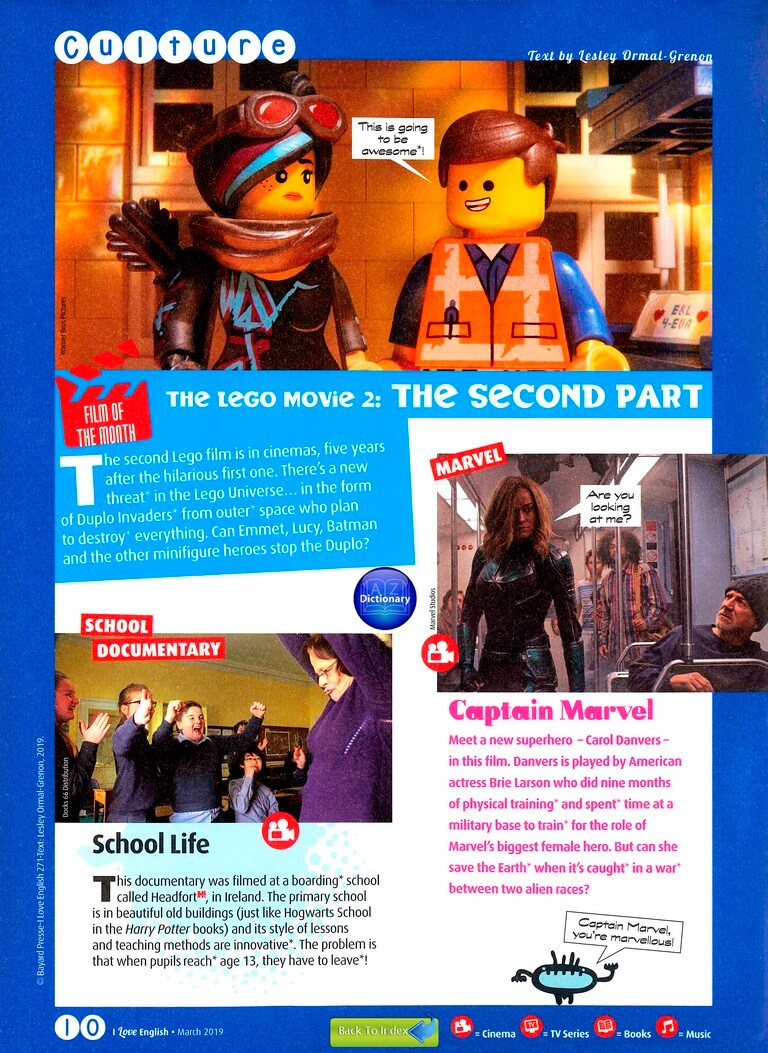 Culture
Text by Lesley Ormal-Grenon
This is going
to be
awesome*!
E&L
4-EVA
Warner Bros Pictures
FILM OF
THE MONTH
THE LEGO MOVIE 2: THE SECOND PART
The second Lego film is in cinemas, five years
after the hilarious first one. There's a new
threat* in the Lego Universe... in the form
of Duplo Invaders* from outer* space who plan
to destroy* everything. Can Emmet, Lucy, Batman
and the other minifigure heroes stop the Duplo?
MARVEL
Are you
looking
at me?
Marvel Studios
A Z
Dictionary
SCHOOL
DOCUMENTARY
Docks 66 Distribution
School Life
This documentary was filmed at a boarding* school
called Headfort, in Ireland. The primary school
is in beautiful old buildings (just like Hogwarts School
in the Harry Potter books) and its style of lessons
and teaching methods are innovative*. The problem is
that when pupils reach* age 13, they have to leave*!
Captain Marvel
Meet a new superhero – Carol Danvers –
in this film. Danvers is played by American
actress Brie Larson who did nine months
of physical training* and spent* time at a
military base to train* for the role of
Marvel's biggest female hero. But can she
save the Earth* when it's caught* in a war*
between two alien races?
Captain Marvel,
you're marvellous!
© Bayard Presse-I Love English 271-Text: Lesley Ormal-Grenon, 2019.
10 I Love English • March 2019
Back To Index
= Cinema
TV = TV Series
= Books
= Music